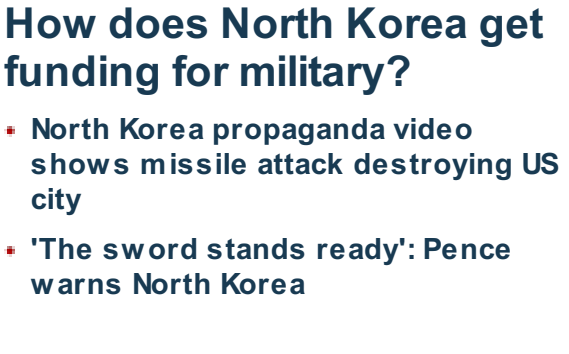 How does North Korea get
funding for military?
North Korea propaganda video
shows missile attack destroying US
city
'The sword stands ready': Pence
warns North Korea